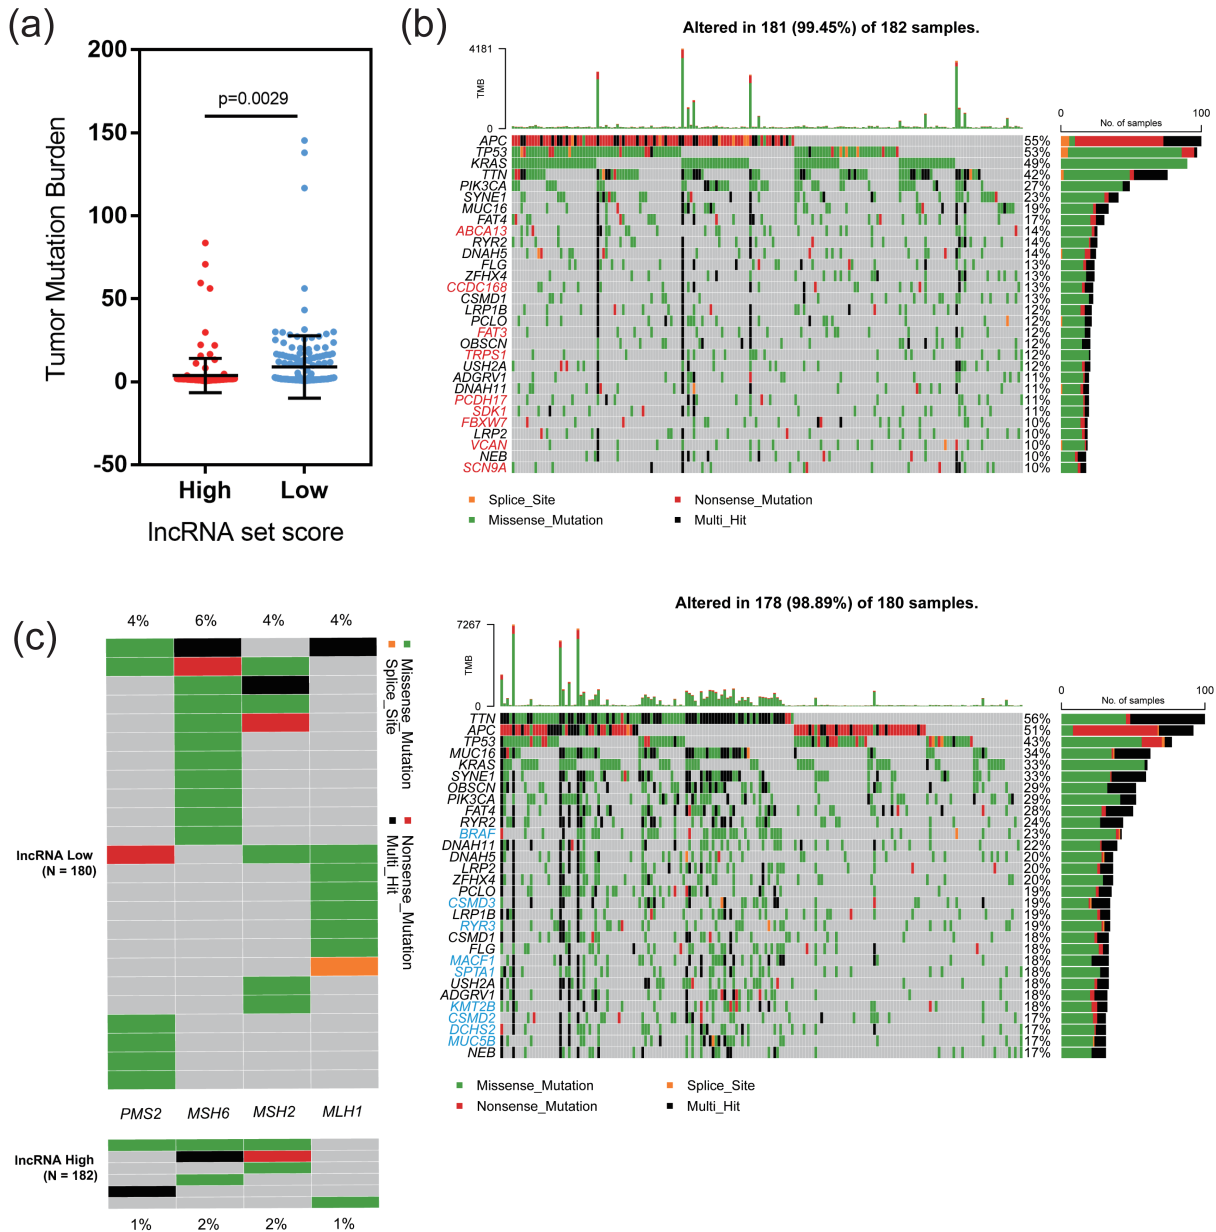 (a)
200
150
100
50
0
-50
Tumor Mutation Burden
p=0.0029
High
Low
lncRNA set score
(b)
Altered in 181 (99.45%) of 182 samples.
4181
TMB
0
0
100
No. of samples
APC 55%
TP53 53%
KRAS 49%
TTN 42%
PIK3CA 27%
SYNE1 23%
MUC16 19%
FAT4 17%
ABCA13 14%
RYR2 14%
DNAH5 14%
FLG 13%
ZFHX4 13%
CCDC168 13%
CSMD1 13%
LRP1B 12%
PCLO 12%
FAT3 12%
OBSCN 12%
TRPS1 12%
USH2A 12%
ADGRV1 11%
DNAH11 11%
PCDH17 11%
SDK1 11%
FBXW7 10%
LRP2 10%
VCAN 10%
NEB 10%
SCN9A 10%
Splice_Site
Nonsense_Mutation
Missense_Mutation
Multi_Hit
Altered in 178 (98.89%) of 180 samples.
7267
TMB
0
0
100
No. of samples
TTN 56%
APC 51%
TP53 43%
MUC16 34%
KRAS 33%
SYNE1 33%
OBSCN 29%
PIK3CA 29%
FAT4 28%
RYR2 24%
BRAF 23%
DNAH11 22%
DNAH5 20%
LRP2 20%
ZFHX4 20%
PCLO 19%
CSMD3 19%
LRP1B 19%
RYR3 19%
CSMD1 18%
FLG 18%
MACF1 18%
SPTA1 18%
USH2A 18%
ADGRV1 18%
KMT2B 18%
CSMD2 17%
DCHS2 17%
MUC5B 17%
NEB 17%
Missense_Mutation
Splice_Site
Nonsense_Mutation
Multi_Hit
(c)
4% 6% 4% 4%
Missense_Mutation
Splice_Site
Nonsense_Mutation
Multi_Hit
lncRNA Low
(N = 180)
PMS2 MSH6 MSH2 MLH1
lncRNA High
(N = 182)
1% 2% 2% 1%